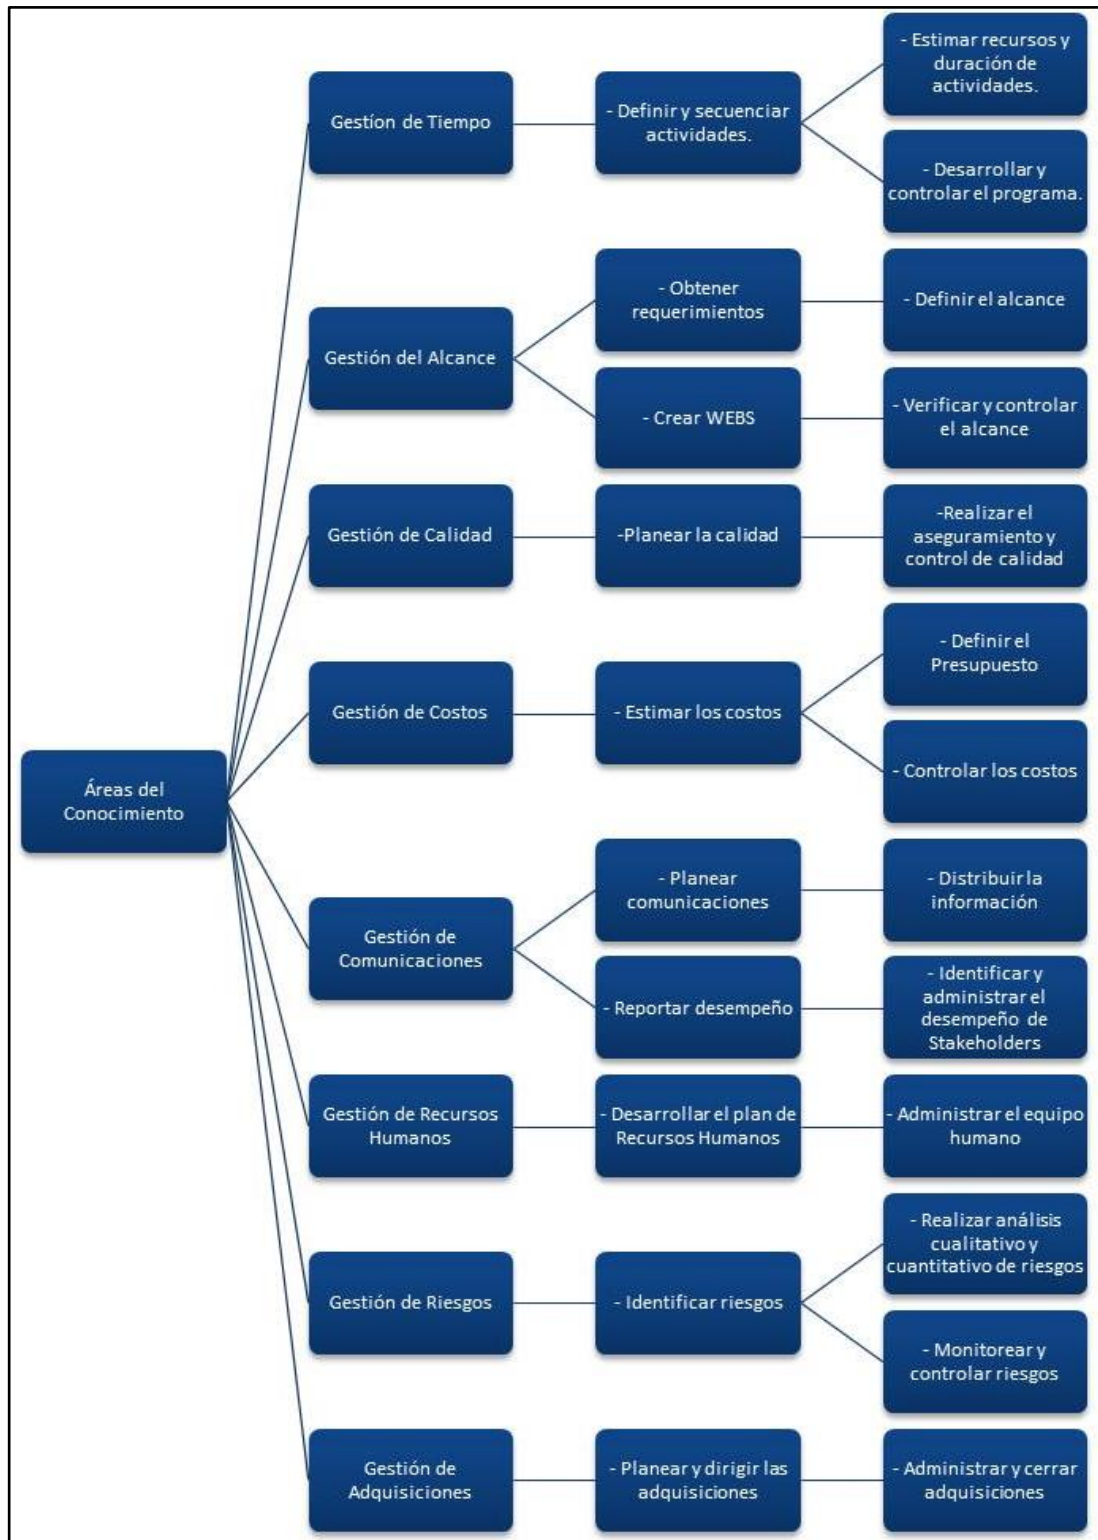 Áreas del
Conocimiento
Gestíon de Tiempo
- Definir y secuenciar
actividades.
- Estimar recursos y
duración de
actividades.
- Desarrollar y
controlar el programa.
Gestión del Alcance
- Obtener
requerimientos
- Definir el alcance
- Crear WEBS
- Verificar y controlar
el alcance
Gestión de Calidad
-Planear la calidad
-Realizar el
aseguramiento y
control de calidad
Gestión de Costos
- Estimar los costos
- Definir el
Presupuesto
- Controlar los costos
Gestión de
Comunicaciones
- Planear
comunicaciones
- Distribuir la
información
- Reportar desempeño
- Identificar y
administrar el
desempeño de
Stakeholders
Gestión de Recursos
Humanos
- Desarrollar el plan de
Recursos Humanos
- Administrar el equipo
humano
Gestión de Riesgos
- Identificar riesgos
- Realizar análisis
cualitativo y
cuantitativo de riesgos
- Monitorear y
controlar riesgos
Gestión de
Adquisiciones
- Planear y dirigir las
adquisiciones
- Administrar y cerrar
adquisiciones